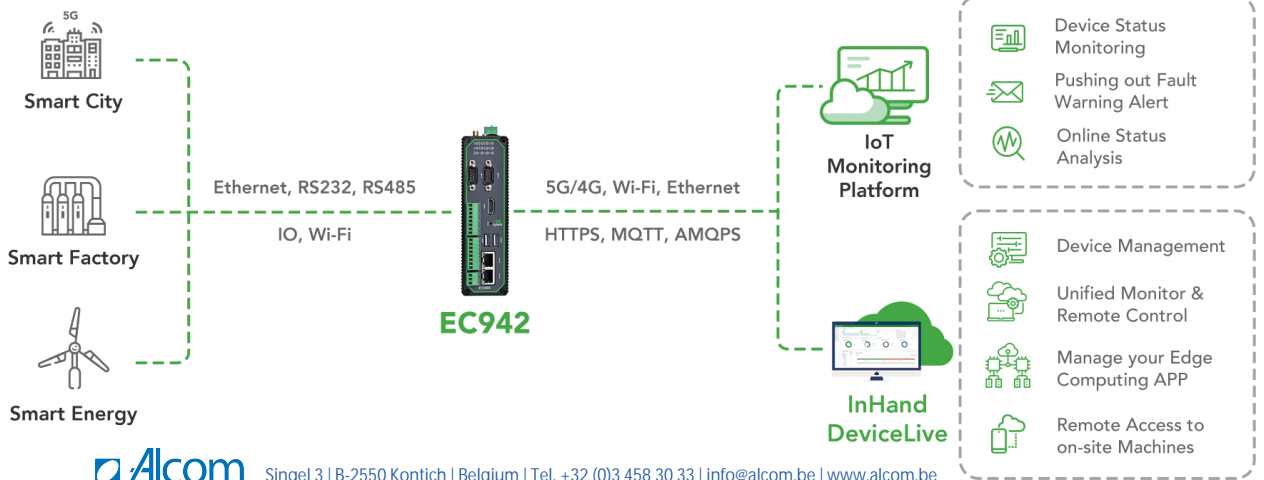 5G
Smart City
Smart Factory
Smart Energy
Ethernet, RS232, RS485
IO, Wi-Fi
EC942
5G/4G, Wi-Fi, Ethernet
HTTPS, MQTT, AMQPS
IoT
Monitoring
Platform
InHand
DeviceLive
Device Status
Monitoring
Pushing out Fault
Warning Alert
Online Status
Analysis
Device Management
Unified Monitor &
Remote Control
Manage your Edge
Computing APP
Remote Access to
on-site Machines
Alcom
Singel 3 | B-2550 Kontich | Belgium | Tel. +32 (0)3 458 30 33 | info@alcom.be | www.alcom.be